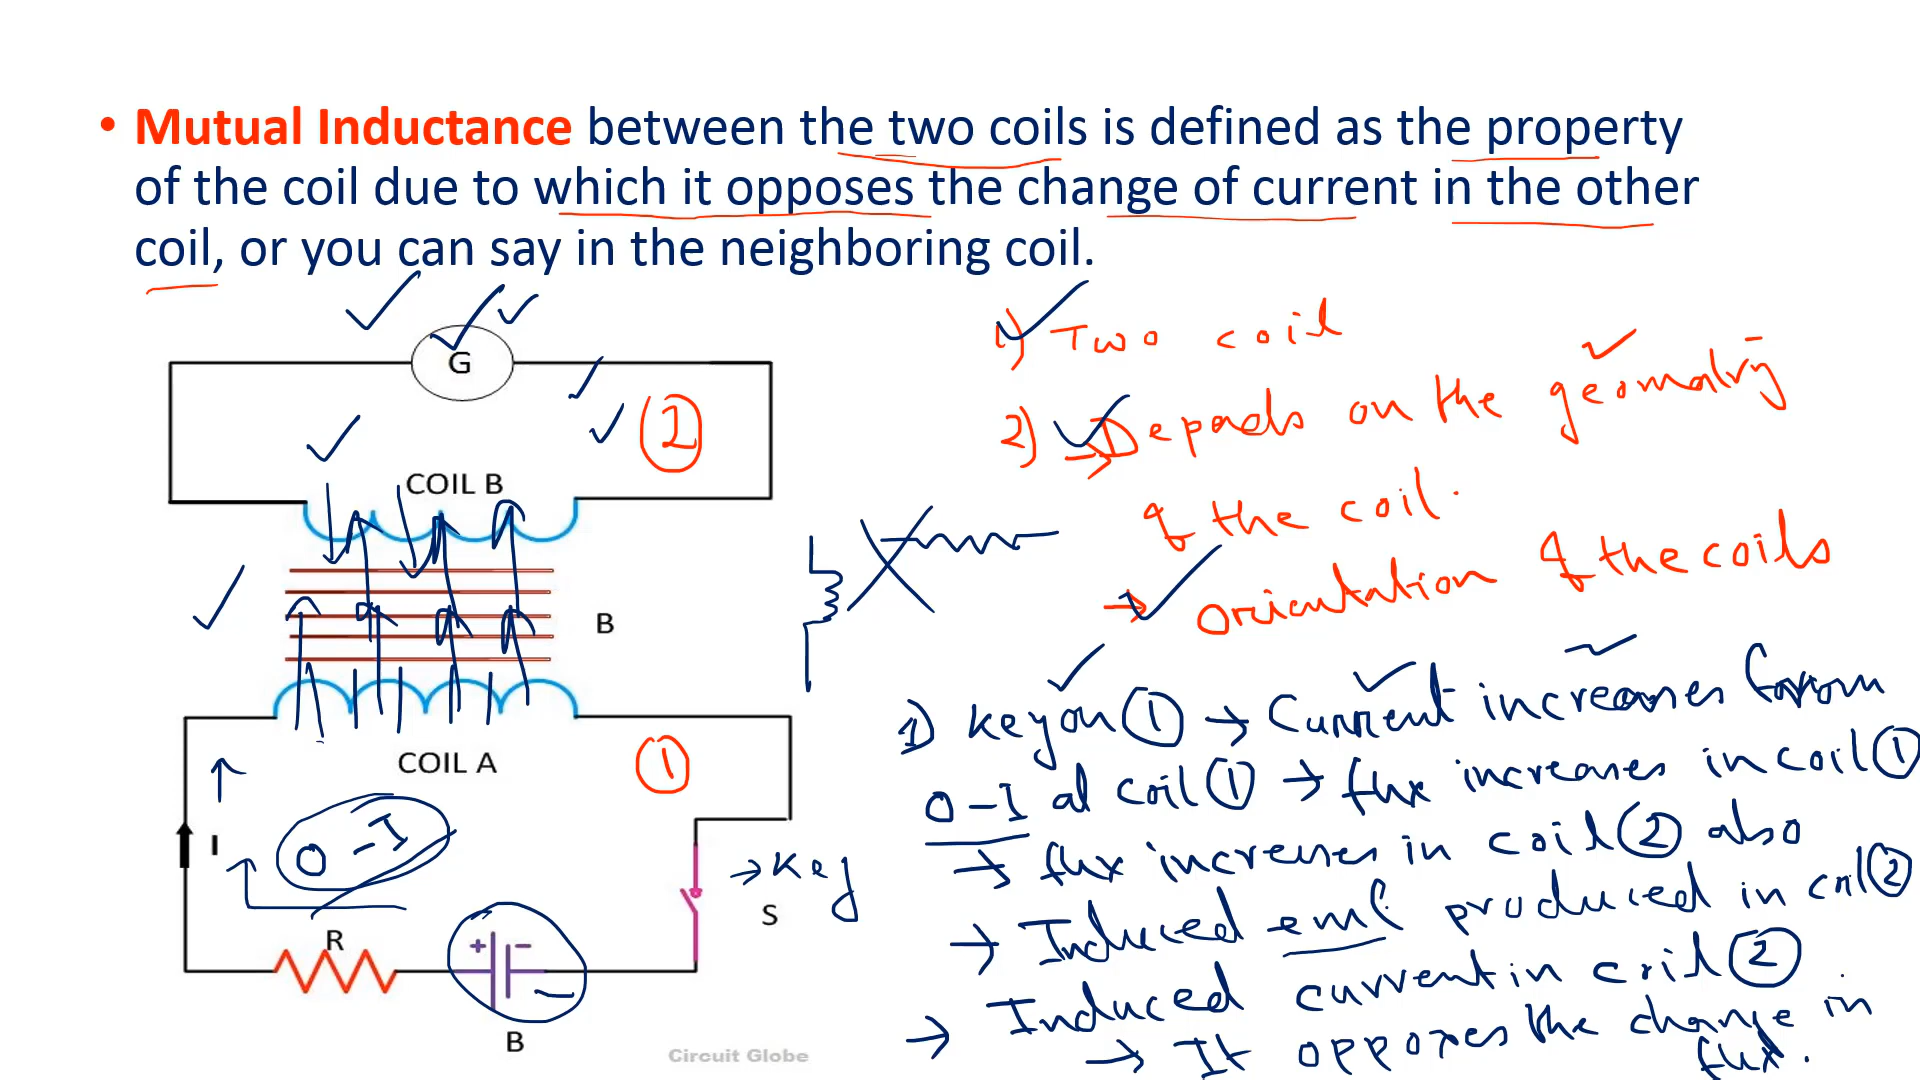 • Mutual Inductance between the two coils is defined as the property
of the coil due to which it opposes the change of current in the other
coil, or you can say in the neighboring coil.
G
2
COIL B
B
COIL A
1
I
0 - I
R
+ -
B
S
→ Key
Circuit Globe
1) Two coil
2) → Depends on the geomatry
of the coil.
→ Orientation of the coils
1) Key on 1 → Current increases from
0 - I at coil 1 → flux increases in coil 1
→ flux increases in coil 2 also
→ Induced emf produced in coil 2
→ Induced current in coil 2
→ It opposes the change in
flux.